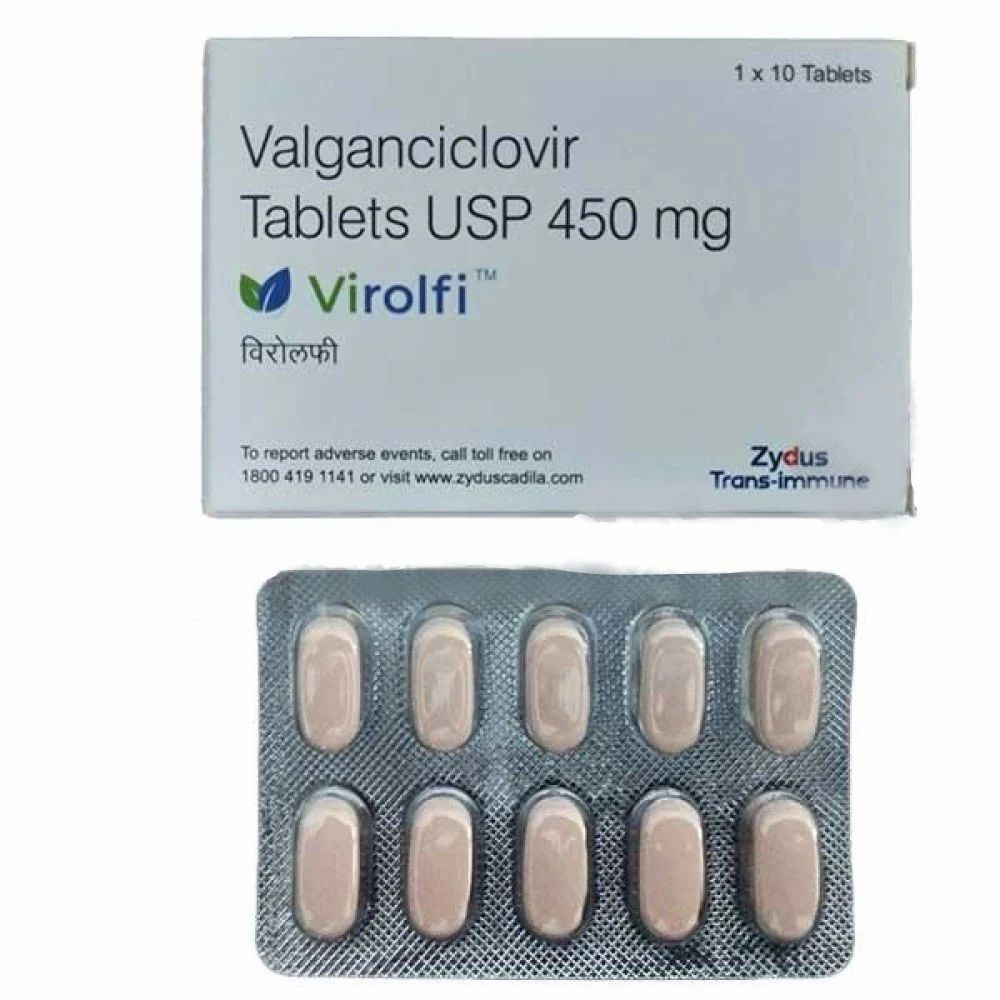 1 x 10 Tablets
Valganciclovir
Tablets USP 450 mg
Virolfi™
विरोलफी
To report adverse events, call toll free on
1800 419 1141 or visit www.zyduscadila.com
Zydus
Trans-immune